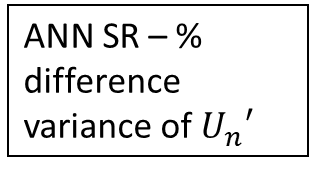 ANN SR – %
difference
variance of Uₙ′